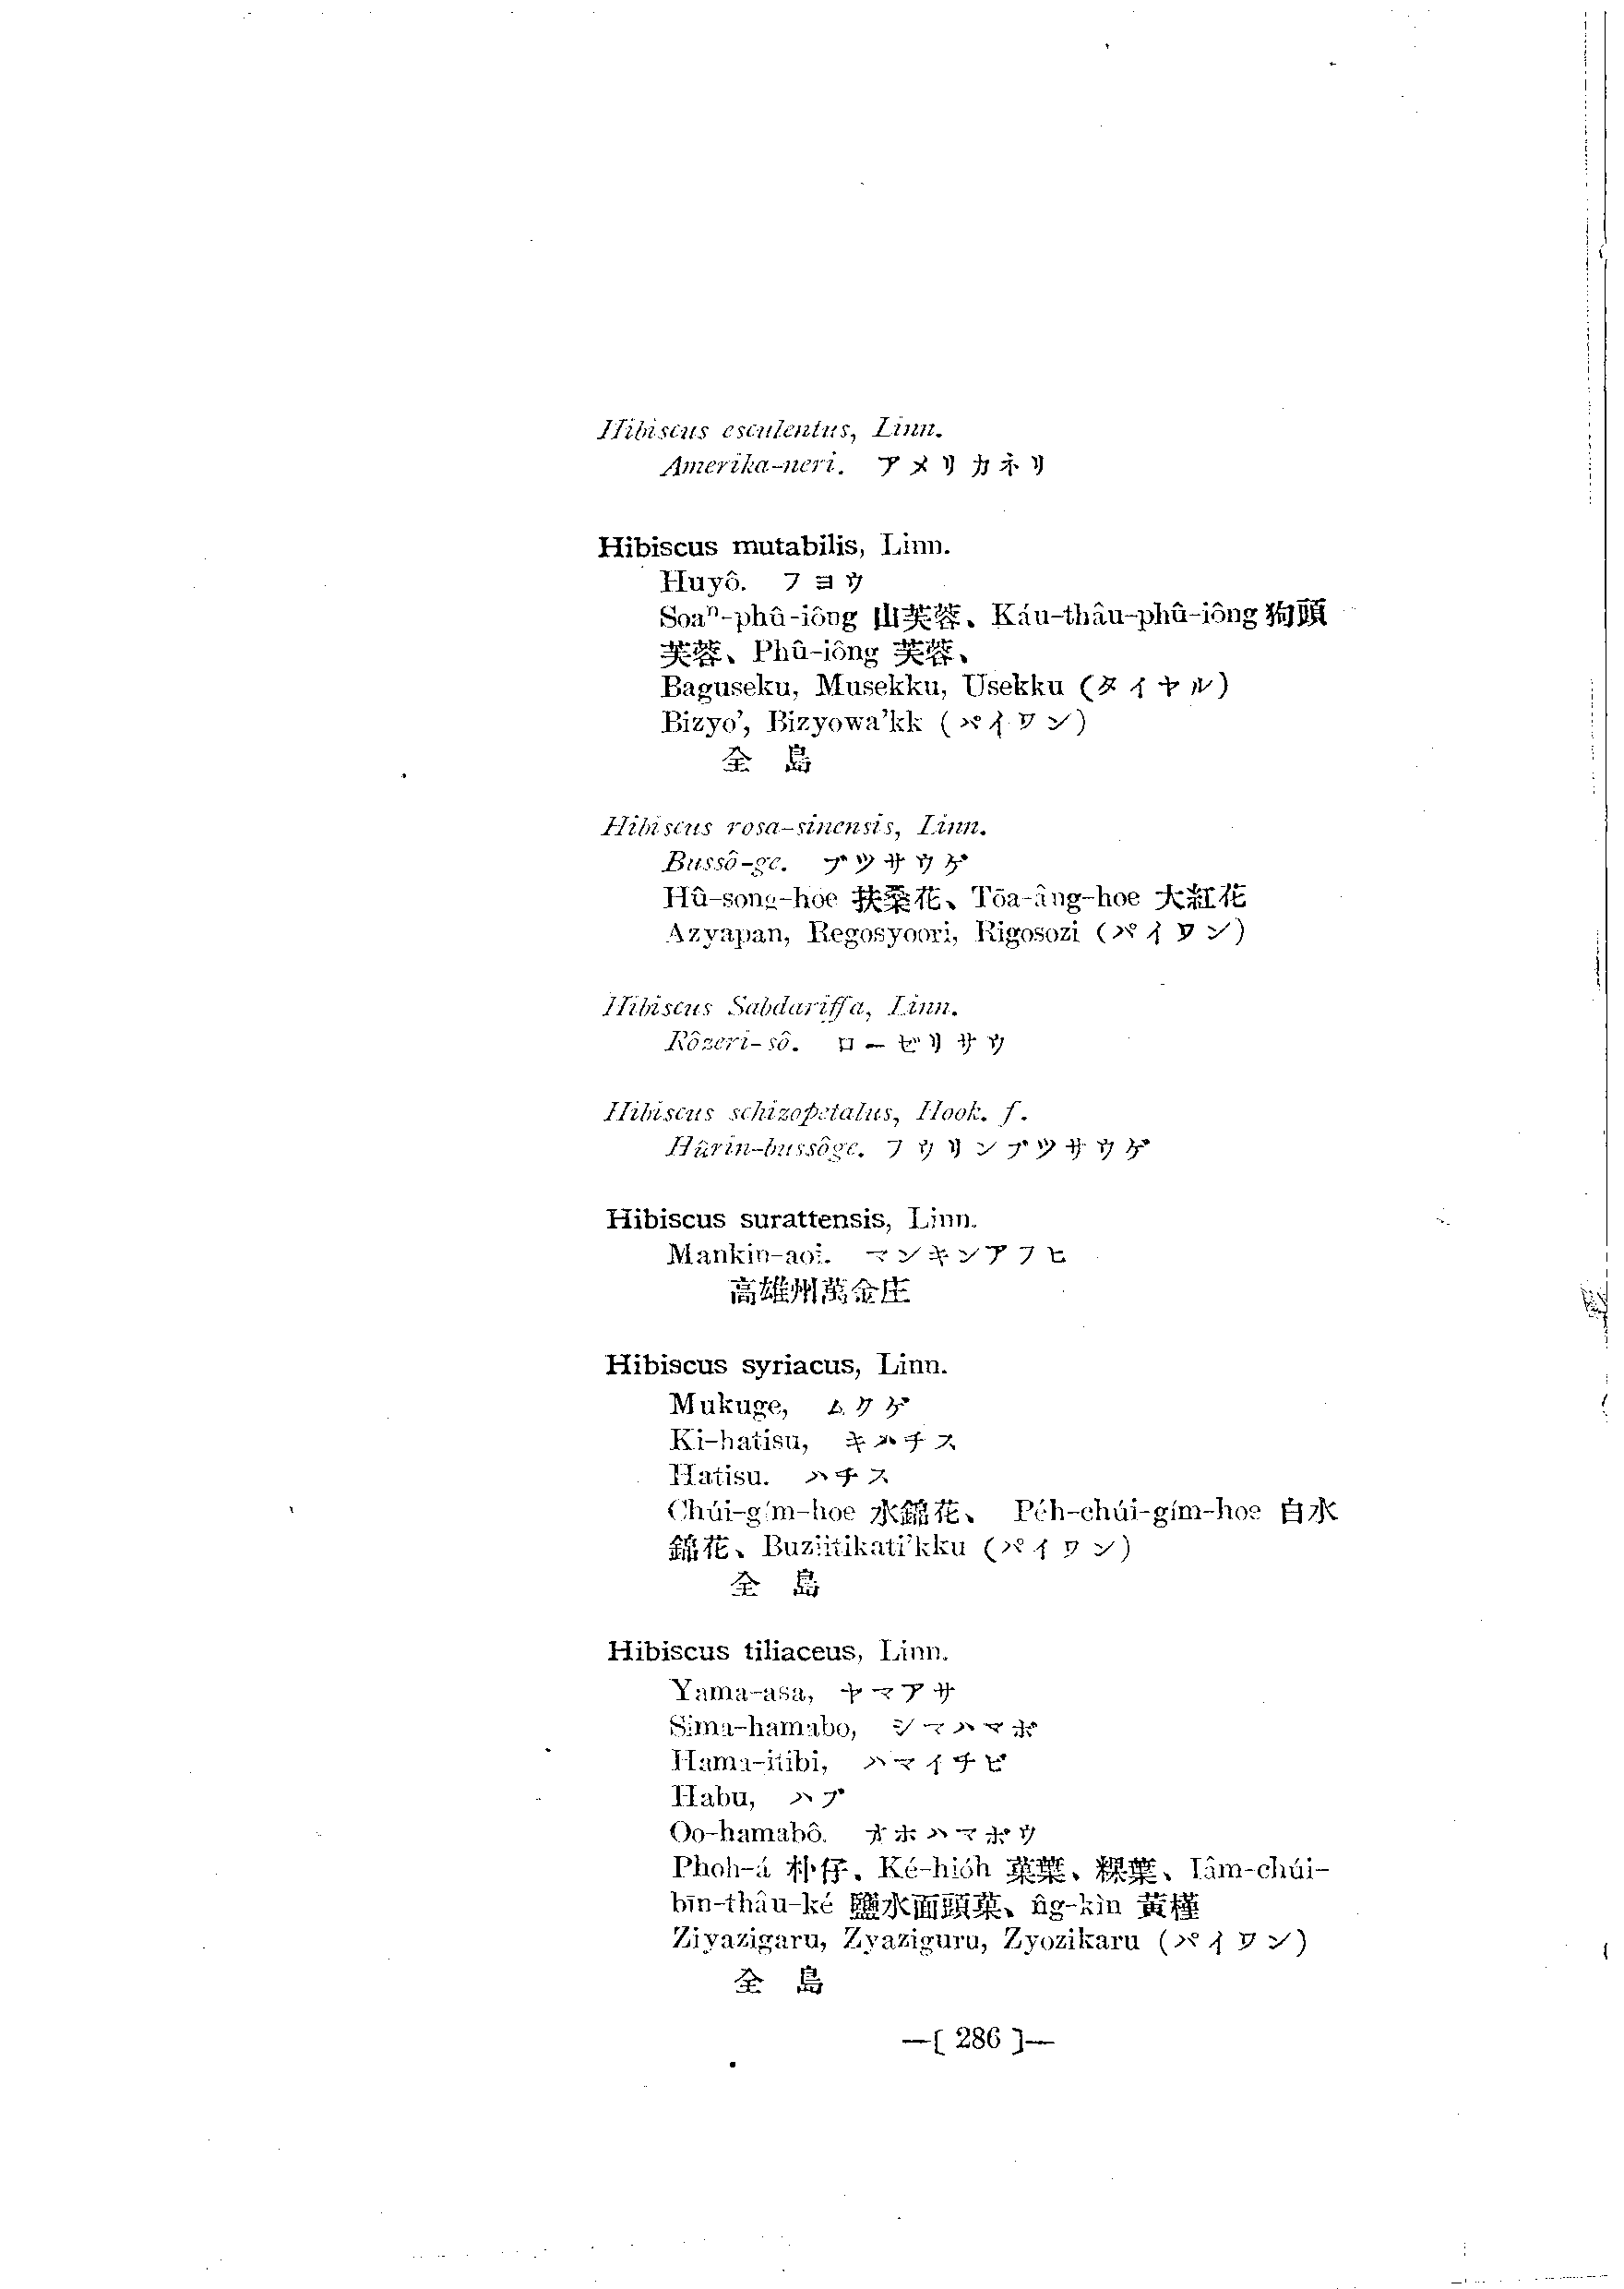 Hibiscus esculentus, Linn.
Amerika-neri. アメリカネリ
Hibiscus mutabilis, Linn.
Huyô. フヨウ
Soaⁿ-phû-iông 山芙蓉、Káu-thâu-phû-iông 狗頭
芙蓉、Phû-iông 芙蓉、
Baguseku, Musekku, Usekku (タイヤル)
Bizyo’, Bizyowa’kk (パイワン)
全 島
Hibiscus rosa-sinensis, Linn.
Bussô-ge. ブツサウゲ
Hû-song-hoe 扶桑花、Tōa-âng-hoe 大紅花
Azyapan, Regosyoori, Rigosozi (パイワン)
Hibiscus Sabdariffa, Linn.
Rôzeri-sô. ローゼリサウ
Hibiscus schizopetalus, Hook. f.
Hûrin-bussôge. フウリンブツサウゲ
Hibiscus surattensis, Linn.
Mankin-aoi. マンキンアフヒ
高雄州萬金庄
Hibiscus syriacus, Linn.
Mukuge, ムクゲ
Ki-hatisu, キハチス
Hatisu. ハチス
Chúi-gím-hoe 水錦花、 Péh-chúi-gím-hoe 白水
錦花、Buziitikati’kku (パイワン)
全 島
Hibiscus tiliaceus, Linn.
Yama-asa, ヤマアサ
Sima-hamabo, シマハマボ
Hama-itibi, ハマイチビ
Habu, ハブ
Oo-hamabô. オホハマボウ
Phoh-á 朴仔、Ké-hióh 菓葉、粿葉、Iâm-chúi-
bīn-thâu-ké 鹽水面頭菓、n̂g-kìn 黃槿
Ziyazigaru, Zyaziguru, Zyozikaru (パイワン)
全 島
—[ 286 ]—